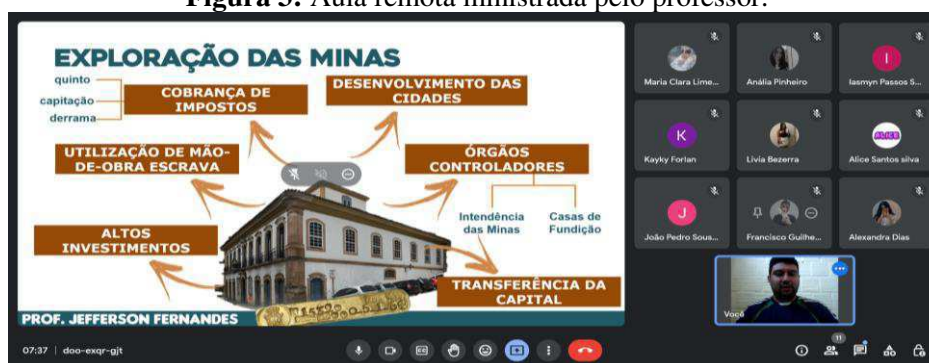 Figura 3: Aula remota ministrada pelo professor.
EXPLORAÇÃO DAS MINAS
quinto
capitação
derrama
COBRANÇA DE
IMPOSTOS
DESENVOLVIMENTO DAS
CIDADES
UTILIZAÇÃO DE MÃO-
DE-OBRA ESCRAVA
ÓRGÃOS
CONTROLADORES
Intendência
das Minas
Casas de
Fundição
ALTOS
INVESTIMENTOS
TRANSFERÊNCIA DA
CAPITAL
PROF. JEFFERSON FERNANDES
Maria Clara Lime...
Anália Pinheiro
I
Iasmyn Passos S...
K
Kayky Forlan
Livia Bezerra
ALICE
Alice Santos silva
J
João Pedro Sous...
Francisco Guilhe...
Alexandra Dias
Você
07:37 | doo-exqr-gjt
11